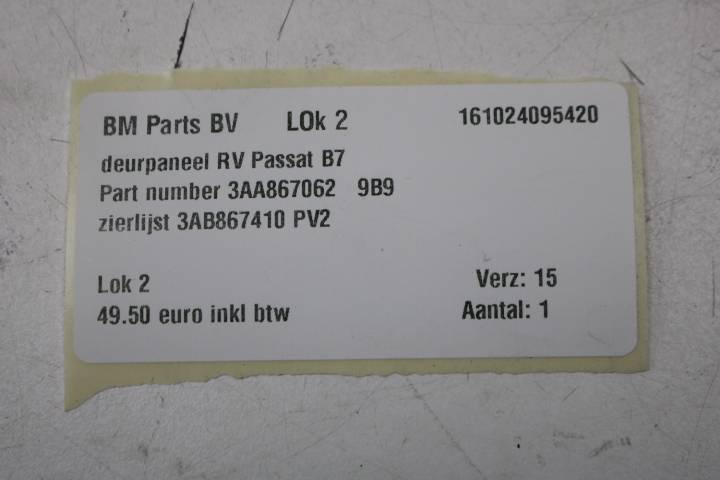 BM Parts BV LOk 2 161024095420
deurpaneel RV Passat B7
Part number 3AA867062 9B9
zierlijst 3AB867410 PV2
Lok 2 Verz: 15
49.50 euro inkl btw Aantal: 1